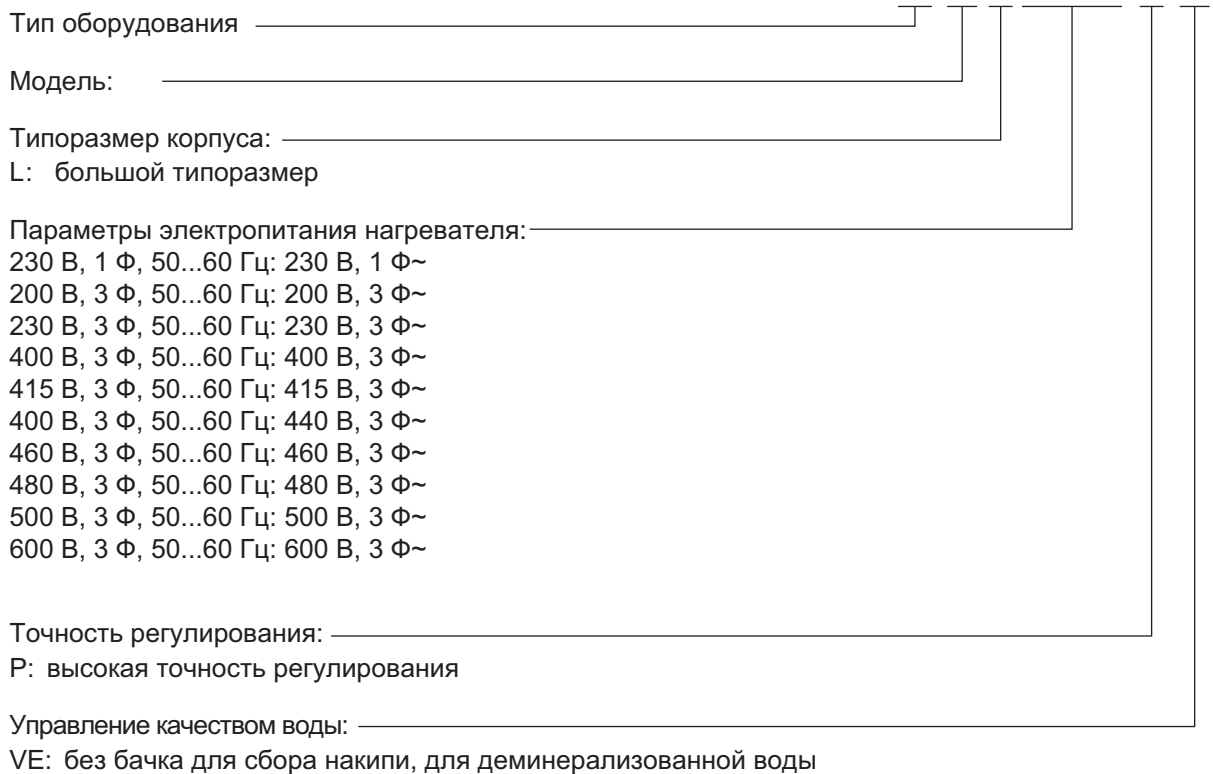 Тип оборудования
Модель:
Типоразмер корпуса:
L: большой типоразмер
Параметры электропитания нагревателя:
230 В, 1 Ф, 50...60 Гц: 230 В, 1 Ф~
200 В, 3 Ф, 50...60 Гц: 200 В, 3 Ф~
230 В, 3 Ф, 50...60 Гц: 230 В, 3 Ф~
400 В, 3 Ф, 50...60 Гц: 400 В, 3 Ф~
415 В, 3 Ф, 50...60 Гц: 415 В, 3 Ф~
400 В, 3 Ф, 50...60 Гц: 440 В, 3 Ф~
460 В, 3 Ф, 50...60 Гц: 460 В, 3 Ф~
480 В, 3 Ф, 50...60 Гц: 480 В, 3 Ф~
500 В, 3 Ф, 50...60 Гц: 500 В, 3 Ф~
600 В, 3 Ф, 50...60 Гц: 600 В, 3 Ф~
Точность регулирования:
P: высокая точность регулирования
Управление качеством воды:
VE: без бачка для сбора накипи, для деминерализованной воды